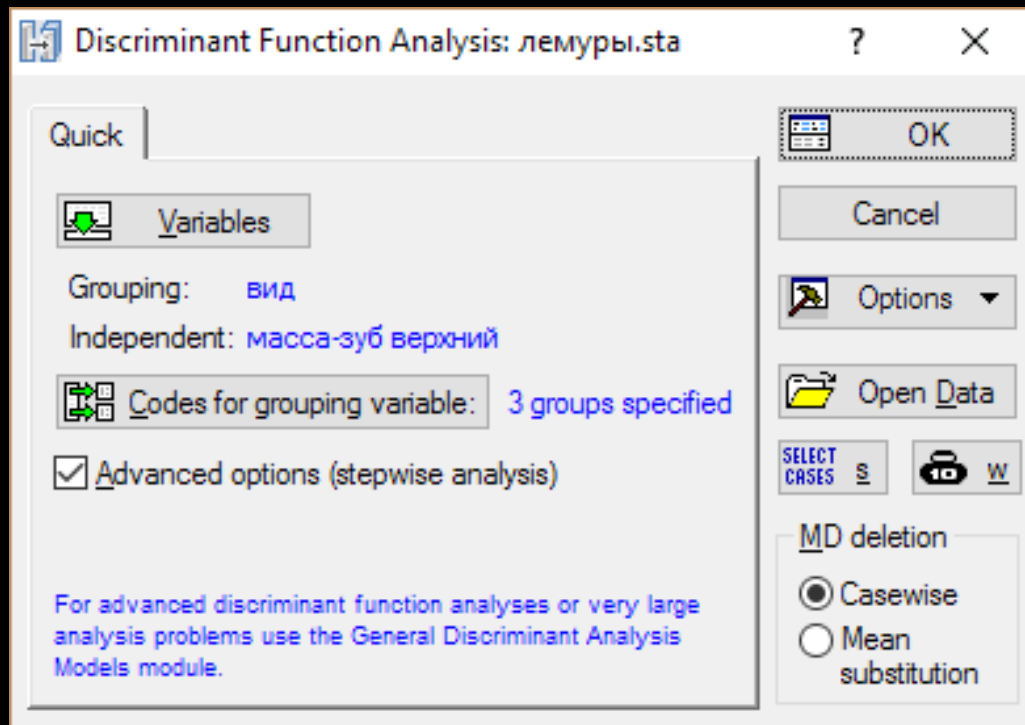 Discriminant Function Analysis: лемуры.sta
?
Quick
Variables
Grouping: вид
Independent: масса-зуб верхний
Codes for grouping variable: 3 groups specified
Advanced options (stepwise analysis)
For advanced discriminant function analyses or very large
analysis problems use the General Discriminant Analysis
Models module.
OK
Cancel
Options
Open Data
SELECT
CASES S
10 w
MD deletion
Casewise
Mean
substitution